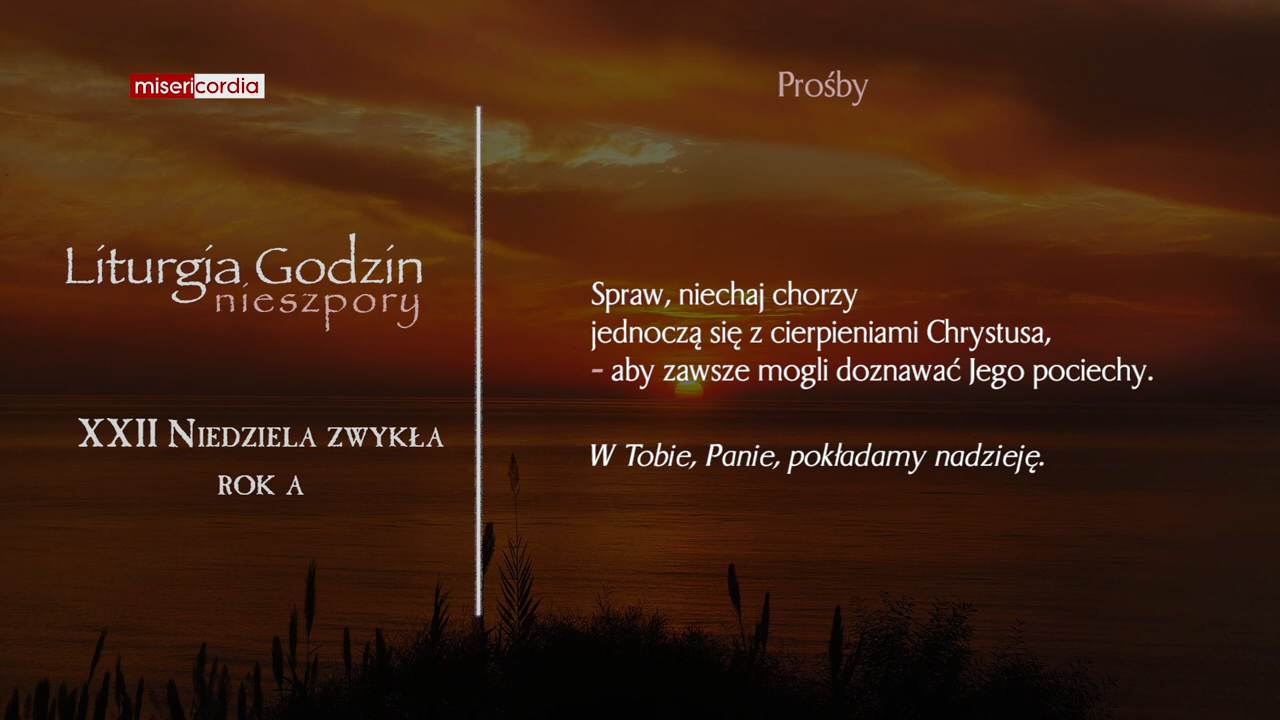 misericordia
Prośby
Liturgia Godzin
nieszpory
XXII Niedziela zwykła
rok A
Spraw, niechaj chorzy
jednoczą się z cierpieniami Chrystusa,
- aby zawsze mogli doznawać Jego pociechy.
W Tobie, Panie, pokładamy nadzieję.